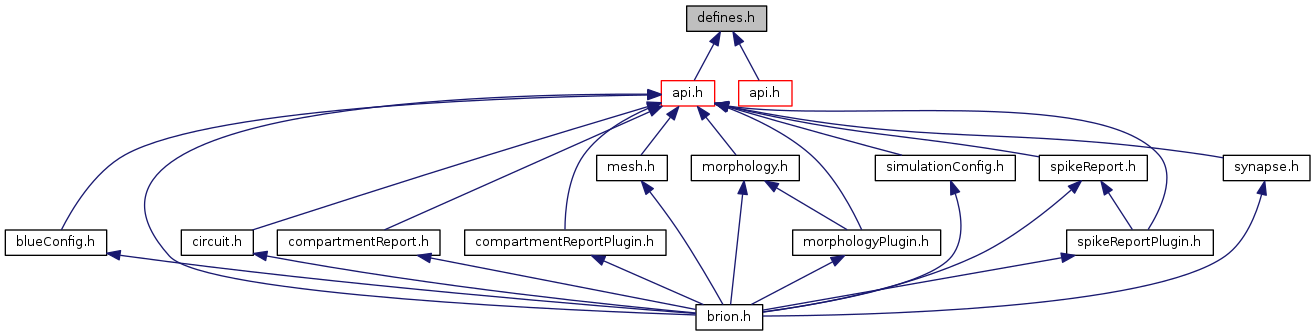 defines.h
api.h
api.h
mesh.h
morphology.h
simulationConfig.h
spikeReport.h
synapse.h
blueConfig.h
circuit.h
compartmentReport.h
compartmentReportPlugin.h
morphologyPlugin.h
spikeReportPlugin.h
brion.h